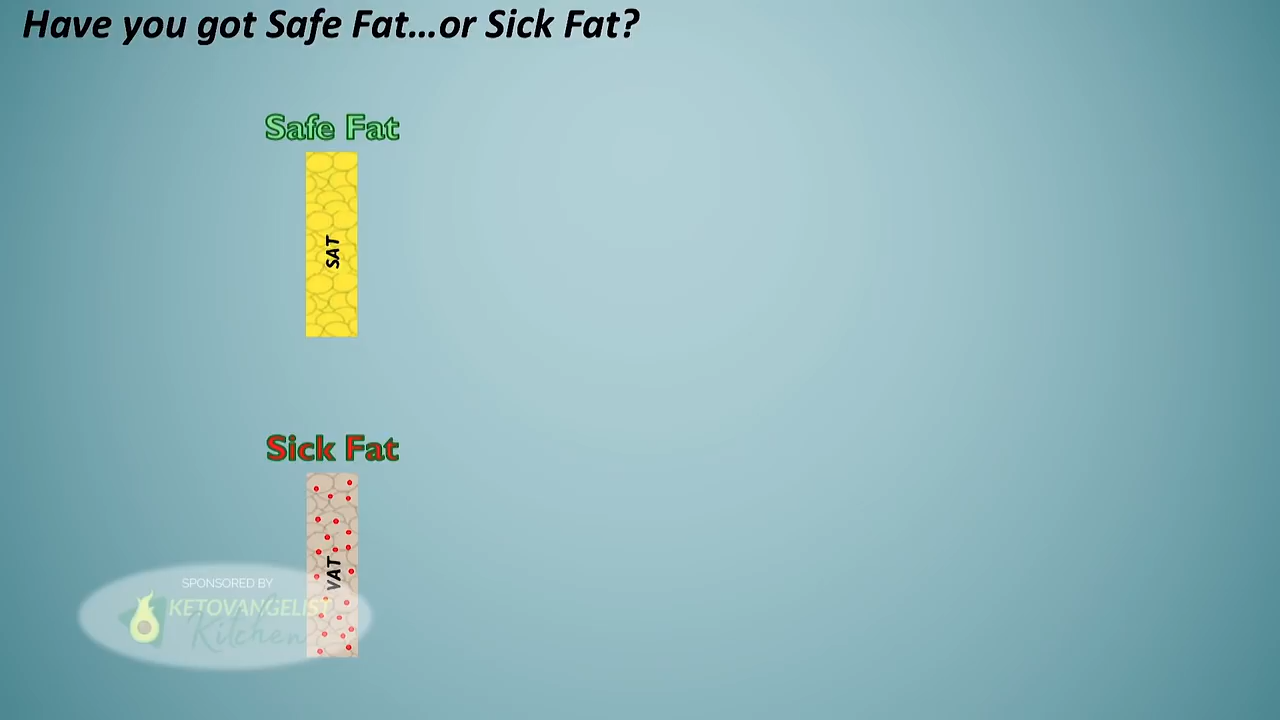 Have you got Safe Fat...or Sick Fat?
Safe Fat
SAT
Sick Fat
VAT
SPONSORED BY
KETOVANGELIST
Kitchen